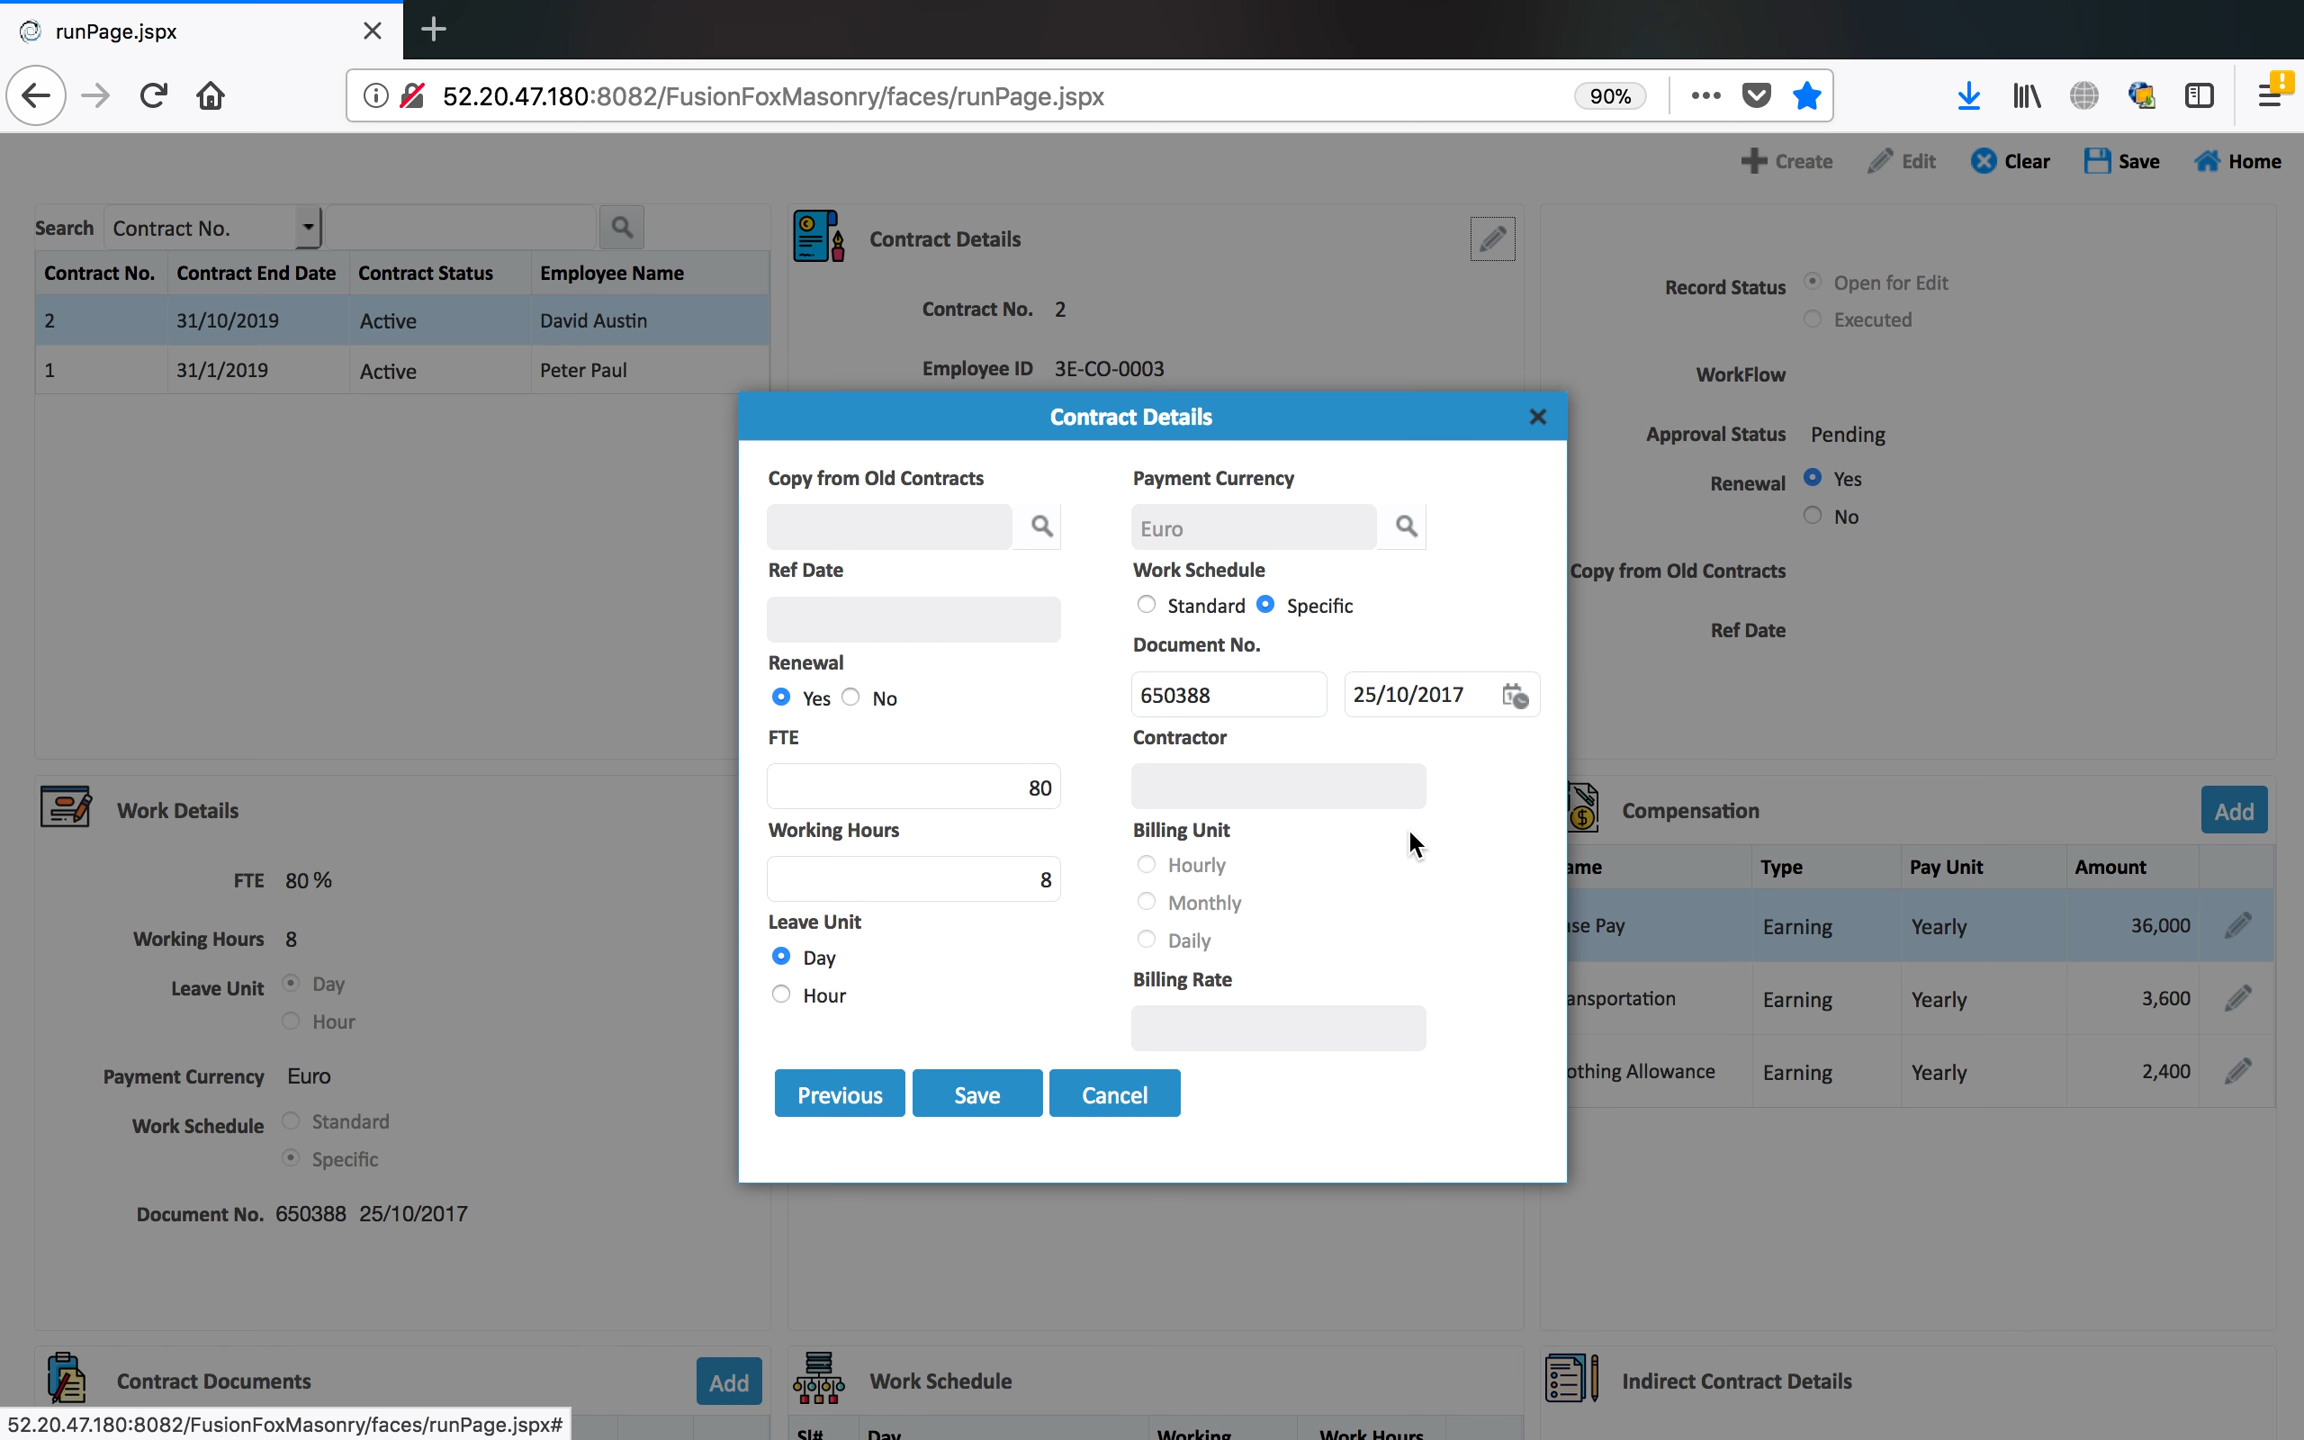 runPage.jspx
52.20.47.180:8082/FusionFoxMasonry/faces/runPage.jspx
90%
Create
Edit
Clear
Save
Home
Search
Contract No.
Contract No. Contract End Date Contract Status Employee Name
2 31/10/2019 Active David Austin
1 31/1/2019 Active Peter Paul
Contract Details
Contract No. 2
Employee ID 3E-CO-0003
Record Status
Open for Edit
Executed
WorkFlow
Approval Status Pending
Renewal
Yes
No
Copy from Old Contracts
Ref Date
Contract Details
Copy from Old Contracts
Ref Date
Renewal
Yes No
FTE
80
Working Hours
8
Leave Unit
Day
Hour
Payment Currency
Euro
Work Schedule
Standard Specific
Document No.
650388 25/10/2017
Contractor
Billing Unit
Hourly
Monthly
Daily
Billing Rate
Previous Save Cancel
Work Details
FTE 80 %
Working Hours 8
Leave Unit
Day
Hour
Payment Currency Euro
Work Schedule
Standard
Specific
Document No. 650388 25/10/2017
Compensation
Add
ame Type Pay Unit Amount
se Pay Earning Yearly 36,000
ansportation Earning Yearly 3,600
othing Allowance Earning Yearly 2,400
Contract Documents
Add
Work Schedule
Sl# Day Working Work Hours
Indirect Contract Details
52.20.47.180:8082/FusionFoxMasonry/faces/runPage.jspx#